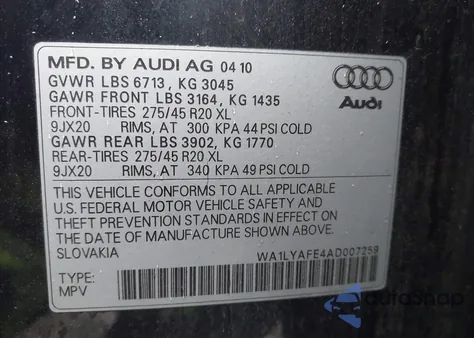 MFD. BY AUDI AG 04 10
GVWR LBS 6713 , KG 3045
GAWR FRONT LBS 3164, KG 1435
FRONT-TIRES 275/45 R20 XL
9JX20 RIMS, AT 300 KPA 44 PSI COLD
GAWR REAR LBS 3902, KG 1770
REAR-TIRES 275/45 R20 XL
9JX20 RIMS, AT 340 KPA 49 PSI COLD
THIS VEHICLE CONFORMS TO ALL APPLICABLE
U.S. FEDERAL MOTOR VEHICLE SAFETY AND
THEFT PREVENTION STANDARDS IN EFFECT ON
THE DATE OF MANUFACTURE SHOWN ABOVE.
SLOVAKIA WA1LYAFE4AD007259
TYPE:
MPV
Audi
AutoSnap